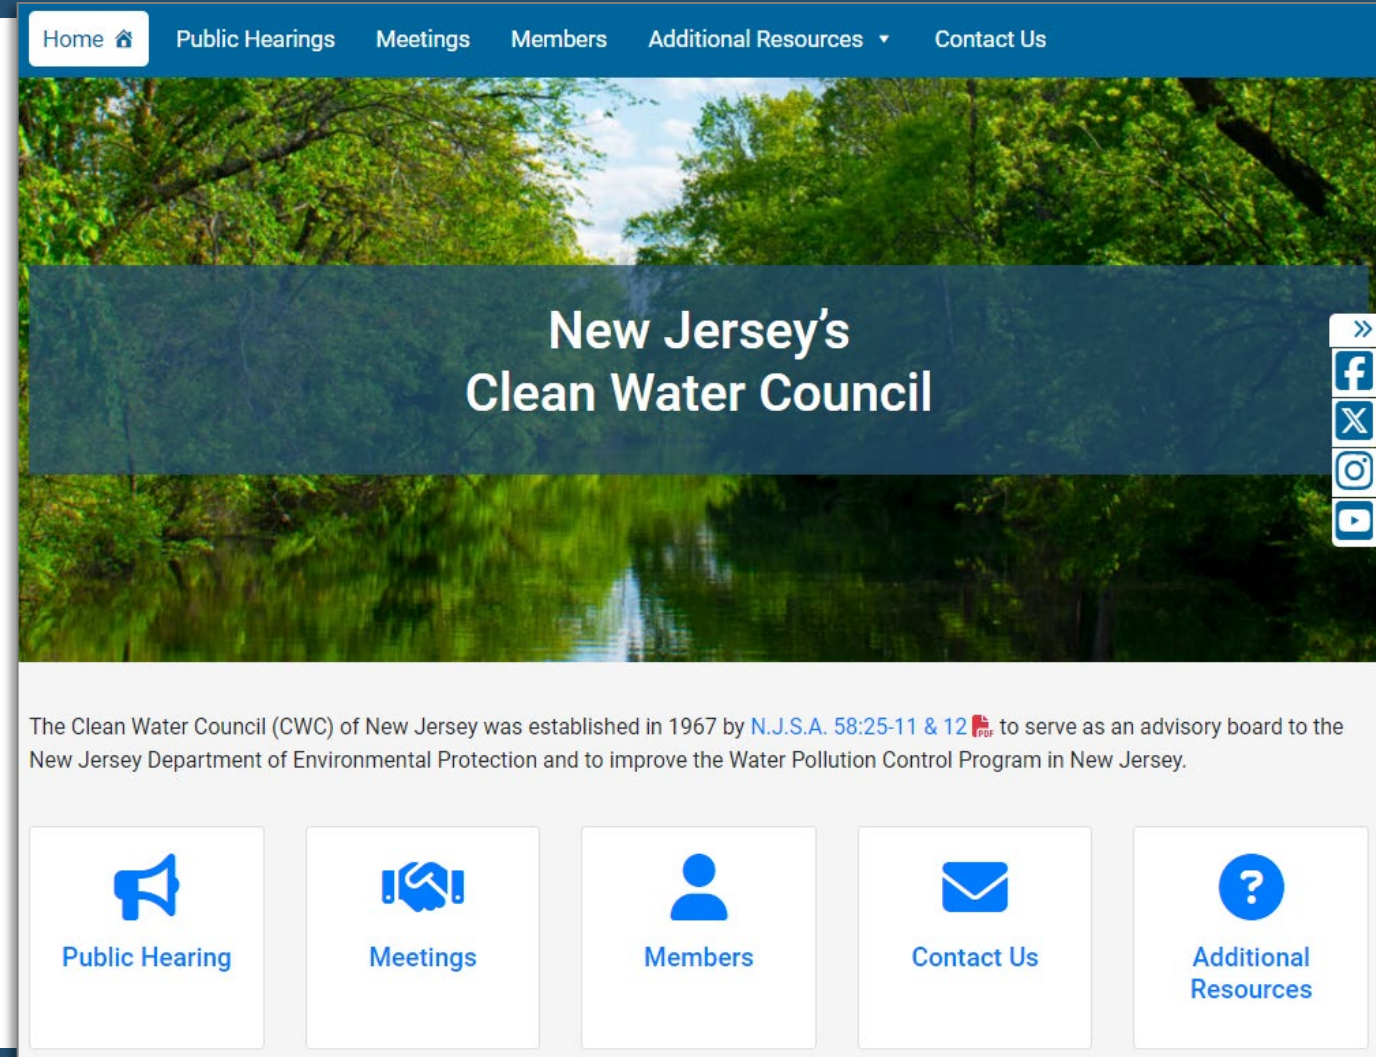 Home
Public Hearings
Meetings
Members
Additional Resources
Contact Us
New Jersey’s
Clean Water Council
The Clean Water Council (CWC) of New Jersey was established in 1967 by N.J.S.A. 58:25-11 & 12 PDF to serve as an advisory board to the
New Jersey Department of Environmental Protection and to improve the Water Pollution Control Program in New Jersey.
Public Hearing
Meetings
Members
Contact Us
Additional
Resources